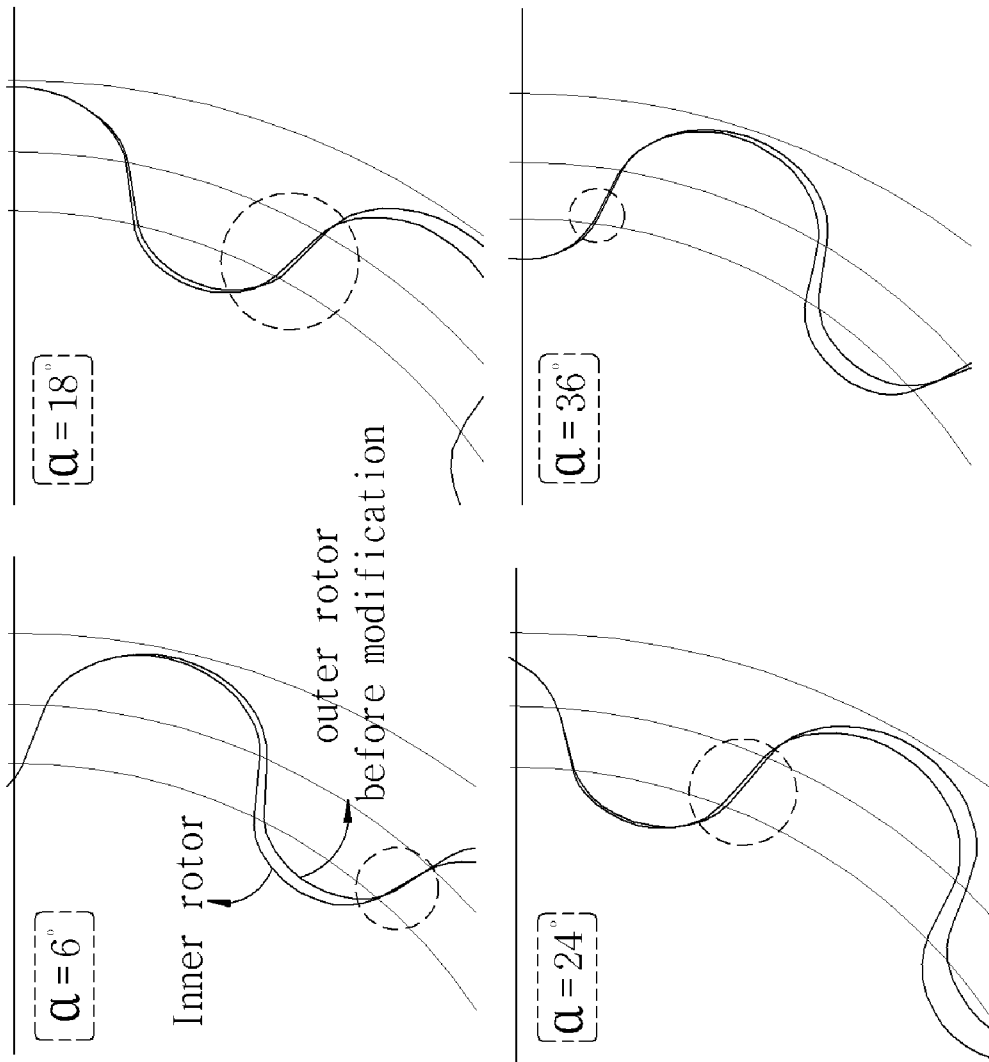 α=6°
Inner rotor
outer rotor
before modification
α=18°
α=24°
α=36°